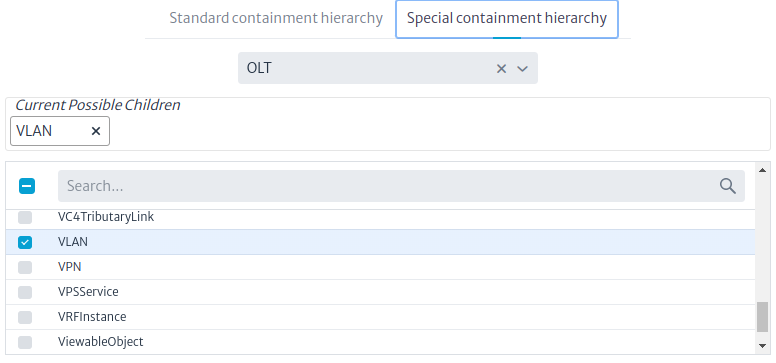 Standard containment hierarchy
Special containment hierarchy
OLT
Current Possible Children
VLAN
Search...
VC4TributaryLink
VLAN
VPN
VPSService
VRFInstance
ViewableObject